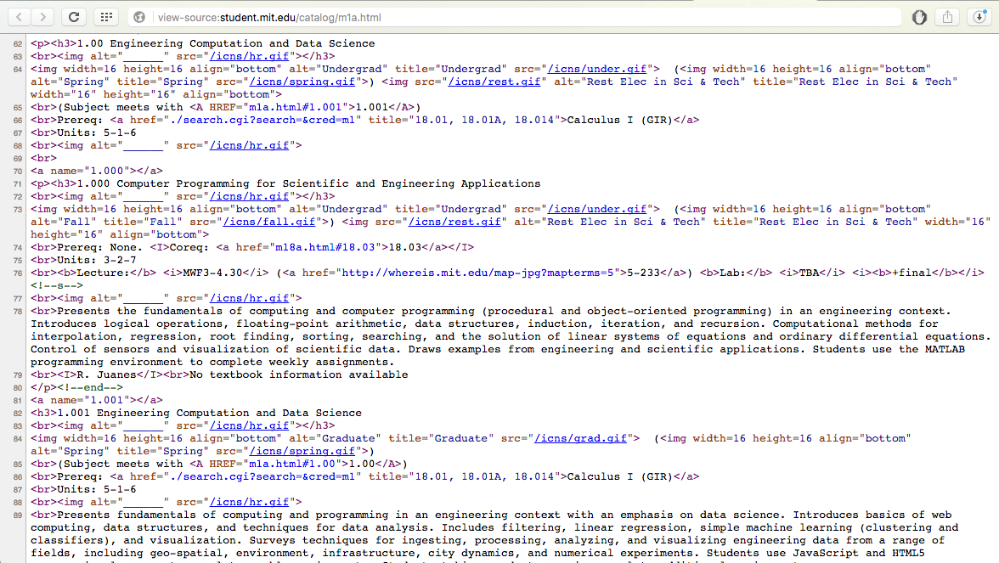 view-source:student.mit.edu/catalog/m1a.html
62 <p><h3>1.00 Engineering Computation and Data Science
63 <br><img alt="______" src="/icns/hr.gif"></h3>
64 <img width=16 height=16 align="bottom" alt="Undergrad" title="Undergrad" src="/icns/under.gif">  (<img width=16 height=16 align="bottom"
alt="Spring" title="Spring" src="/icns/spring.gif">) <img src="/icns/rest.gif" alt="Rest Elec in Sci & Tech" title="Rest Elec in Sci & Tech"
width="16" height="16" align="bottom">
65 <br>(Subject meets with <A HREF="m1a.html#1.001">1.001</A>)
66 <br>Prereq: <a href="./search.cgi?search=&cred=m1" title="18.01, 18.01A, 18.014">Calculus I (GIR)</a>
67 <br>Units: 5-1-6
68 <br><img alt="______" src="/icns/hr.gif">
69 <br>
70 <a name="1.000"></a>
71 <p><h3>1.000 Computer Programming for Scientific and Engineering Applications
72 <br><img alt="______" src="/icns/hr.gif"></h3>
73 <img width=16 height=16 align="bottom" alt="Undergrad" title="Undergrad" src="/icns/under.gif">  (<img width=16 height=16 align="bottom"
alt="Fall" title="Fall" src="/icns/fall.gif">) <img src="/icns/rest.gif" alt="Rest Elec in Sci & Tech" title="Rest Elec in Sci & Tech" width="16"
height="16" align="bottom">
74 <br>Prereq: None. <I>Coreq: <a href="m18a.html#18.03">18.03</a></I>
75 <br>Units: 3-2-7
76 <br><b>Lecture:</b> <i>MWF3-4.30</i> (<a href="http://whereis.mit.edu/map-jpg?mapterms=5">5-233</a>) <b>Lab:</b> <i>TBA</i> <i><b>+final</b></i>
<!--s-->
77 <br><img alt="______" src="/icns/hr.gif">
78 <br>Presents the fundamentals of computing and computer programming (procedural and object-oriented programming) in an engineering context.
Introduces logical operations, floating-point arithmetic, data structures, induction, iteration, and recursion. Computational methods for
interpolation, regression, root finding, sorting, searching, and the solution of linear systems of equations and ordinary differential equations.
Control of sensors and visualization of scientific data. Draws examples from engineering and scientific applications. Students use the MATLAB
programming environment to complete weekly assignments.
79 <br><I>R. Juanes</I><br>No textbook information available
80 </p><!--end-->
81 <a name="1.001"></a>
82 <h3>1.001 Engineering Computation and Data Science
83 <br><img alt="______" src="/icns/hr.gif"></h3>
84 <img width=16 height=16 align="bottom" alt="Graduate" title="Graduate" src="/icns/grad.gif">  (<img width=16 height=16 align="bottom"
alt="Spring" title="Spring" src="/icns/spring.gif">)
85 <br>(Subject meets with <A HREF="m1a.html#1.00">1.00</A>)
86 <br>Prereq: <a href="./search.cgi?search=&cred=m1" title="18.01, 18.01A, 18.014">Calculus I (GIR)</a>
87 <br>Units: 5-1-6
88 <br><img alt="______" src="/icns/hr.gif">
89 <br>Presents fundamentals of computing and programming in an engineering context with an emphasis on data science. Introduces basics of web
computing, data structures, and techniques for data analysis. Includes filtering, linear regression, simple machine learning (clustering and
classifiers), and visualization. Surveys techniques for ingesting, processing, analyzing, and visualizing engineering data from a range of
fields, including geo-spatial, environment, infrastructure, city dynamics, and numerical experiments. Students use JavaScript and HTML5